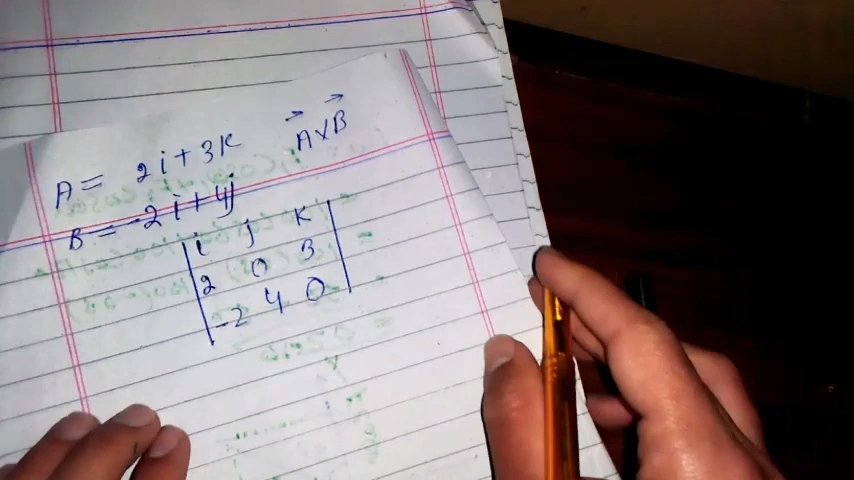 A = 2i + 3k A×B
B = -2i + 4j
i j k
2 0 3
-2 4 0